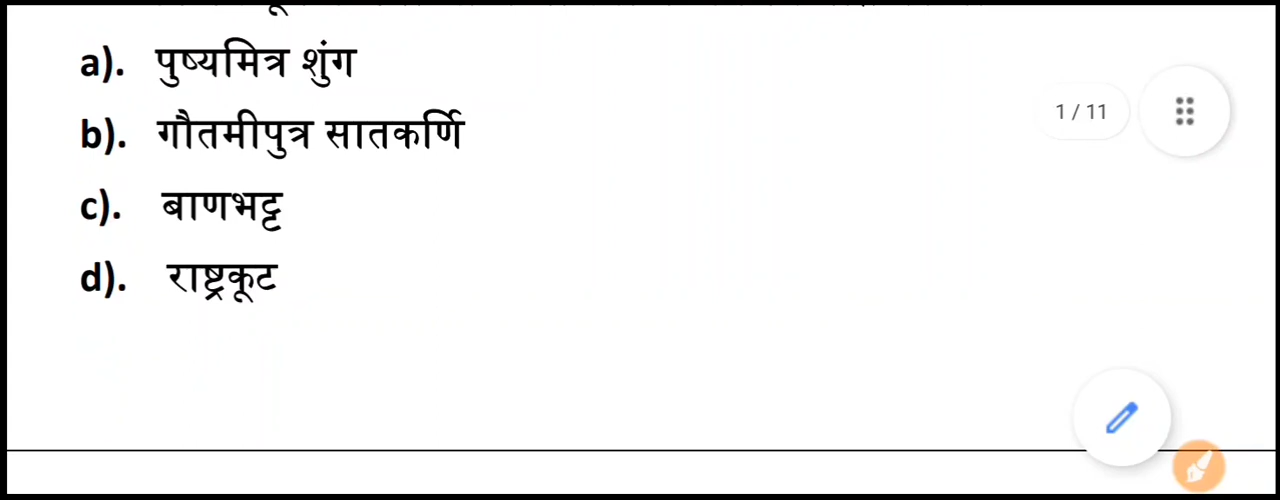 a). पुष्यमित्र शुंग
1 / 11
b). गौतमीपुत्र सातकर्णि
c). बाणभट्ट
d). राष्ट्रकूट